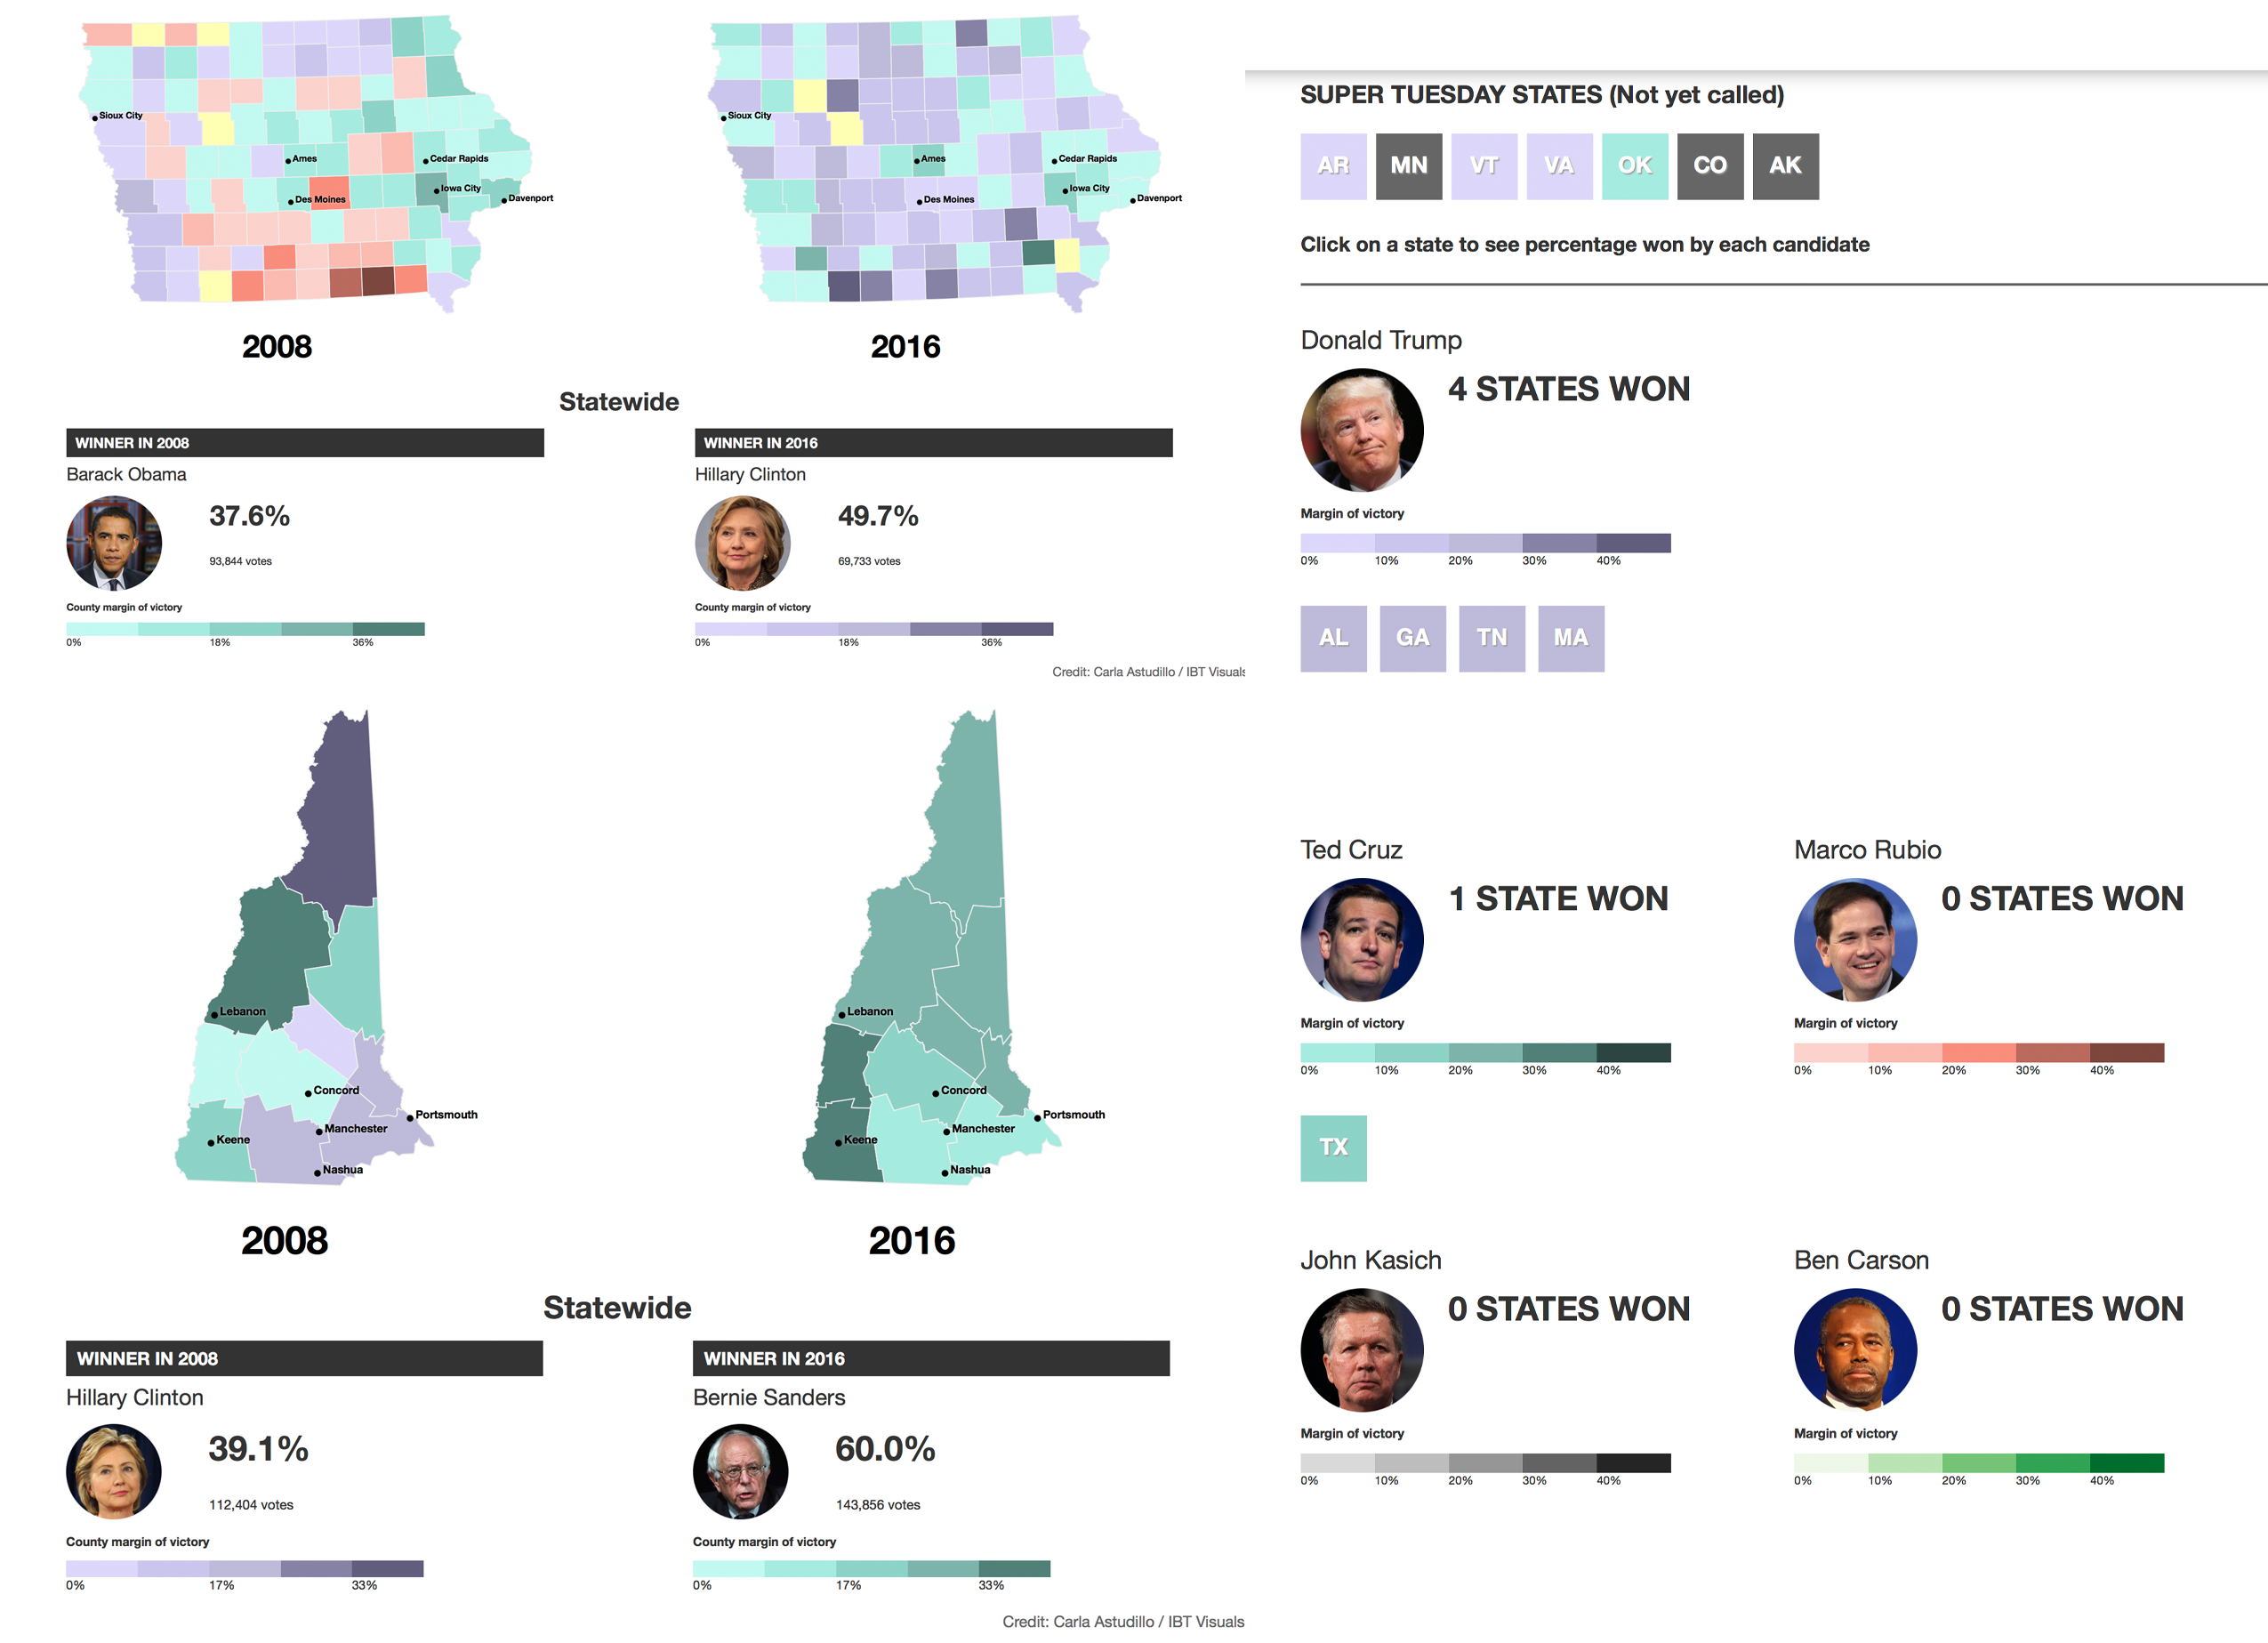 Sioux City
Ames
Cedar Rapids
Iowa City
Des Moines
Davenport
2008
Sioux City
Ames
Cedar Rapids
Iowa City
Des Moines
Davenport
2016
Statewide
WINNER IN 2008
Barack Obama
37.6%
93,844 votes
County margin of victory
0% 18% 36%
WINNER IN 2016
Hillary Clinton
49.7%
69,733 votes
County margin of victory
0% 18% 36%
Credit: Carla Astudillo / IBT Visuals
Lebanon
Concord
Portsmouth
Manchester
Keene
Nashua
2008
Lebanon
Concord
Portsmouth
Manchester
Keene
Nashua
2016
Statewide
WINNER IN 2008
Hillary Clinton
39.1%
112,404 votes
County margin of victory
0% 17% 33%
WINNER IN 2016
Bernie Sanders
60.0%
143,856 votes
County margin of victory
0% 17% 33%
Credit: Carla Astudillo / IBT Visuals
SUPER TUESDAY STATES (Not yet called)
AR MN VT VA OK CO AK
Click on a state to see percentage won by each candidate
Donald Trump
4 STATES WON
Margin of victory
0% 10% 20% 30% 40%
AL GA TN MA
Ted Cruz
1 STATE WON
Margin of victory
0% 10% 20% 30% 40%
TX
Marco Rubio
0 STATES WON
Margin of victory
0% 10% 20% 30% 40%
John Kasich
0 STATES WON
Margin of victory
0% 10% 20% 30% 40%
Ben Carson
0 STATES WON
Margin of victory
0% 10% 20% 30% 40%